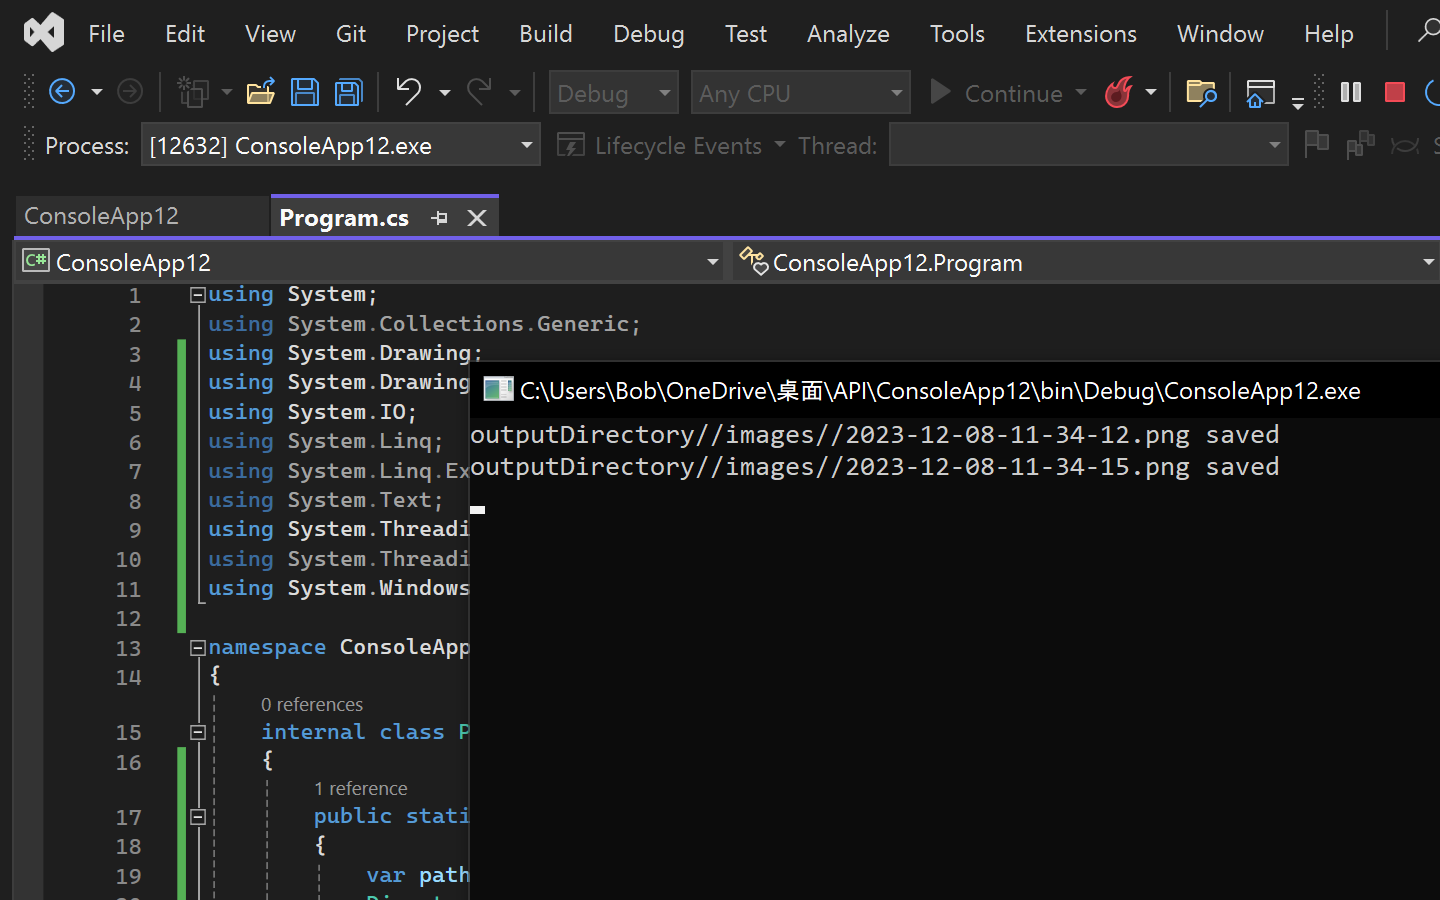 File Edit View Git Project Build Debug Test Analyze Tools Extensions Window Help
Debug Any CPU Continue
Process: [12632] ConsoleApp12.exe Lifecycle Events Thread:
ConsoleApp12 Program.cs
C# ConsoleApp12 ConsoleApp12.Program
1 using System;
2 using System.Collections.Generic;
3 using System.Drawing;
4 using System.Drawing
5 using System.IO;
6 using System.Linq;
7 using System.Linq.Ex
8 using System.Text;
9 using System.Threadi
10 using System.Threadi
11 using System.Windows
12
13 namespace ConsoleApp
14 {
0 references
15 internal class P
16 {
1 reference
17 public stati
18 {
19 var path
C:\Users\Bob\OneDrive\桌面\API\ConsoleApp12\bin\Debug\ConsoleApp12.exe
outputDirectory//images//2023-12-08-11-34-12.png saved
outputDirectory//images//2023-12-08-11-34-15.png saved